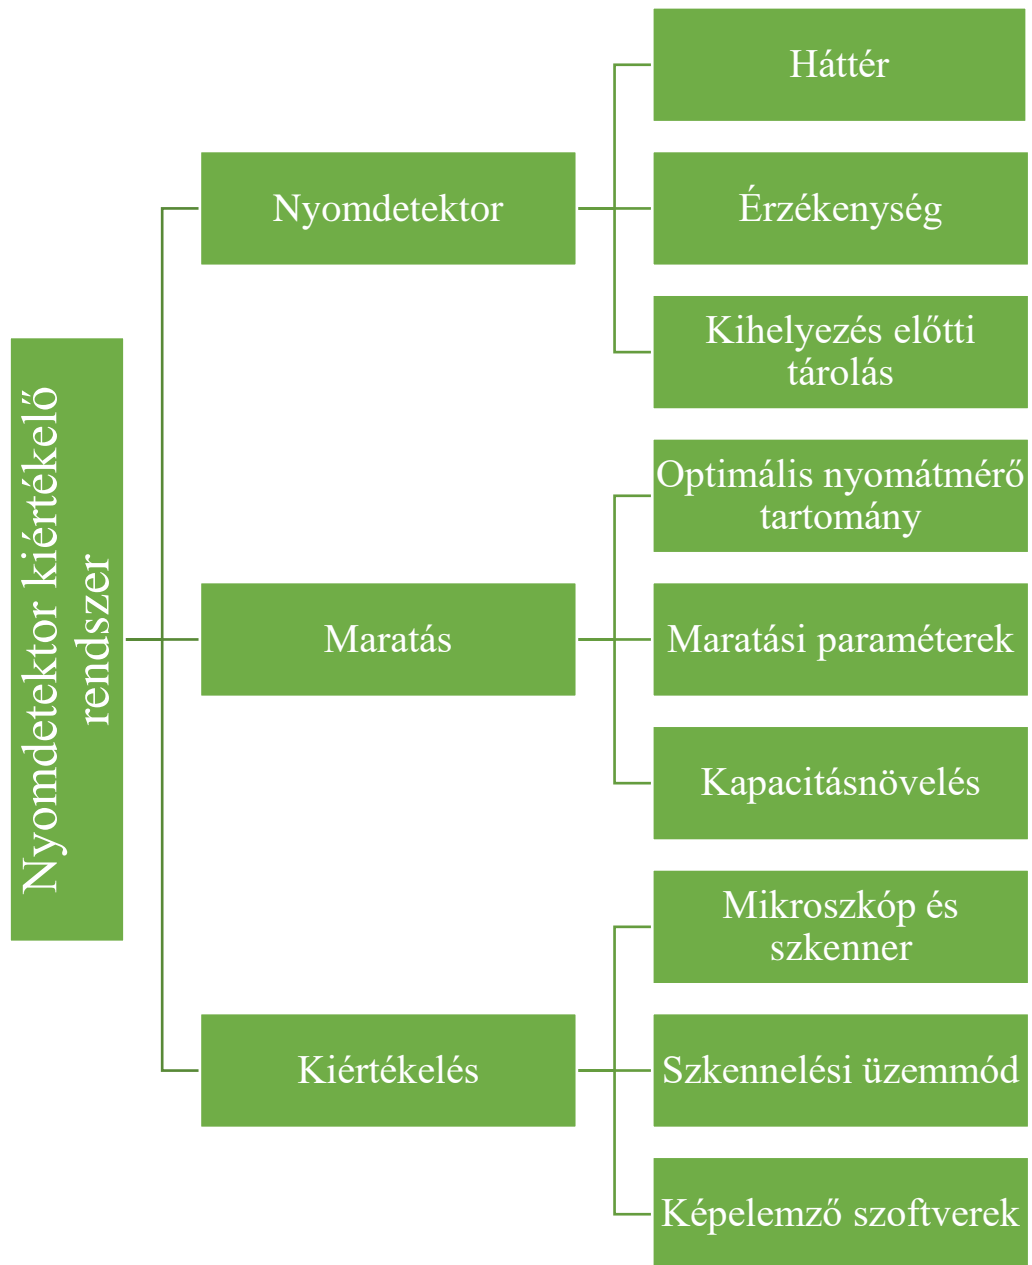 Nyomdetektor kiértékelő
rendszer
Nyomdetektor
Háttér
Érzékenység
Kihelyezés előtti
tárolás
Maratás
Optimális nyomátmérő
tartomány
Maratási paraméterek
Kapacitásnövelés
Kiértékelés
Mikroszkóp és
szkenner
Szkennelési üzemmód
Képelemző szoftverek